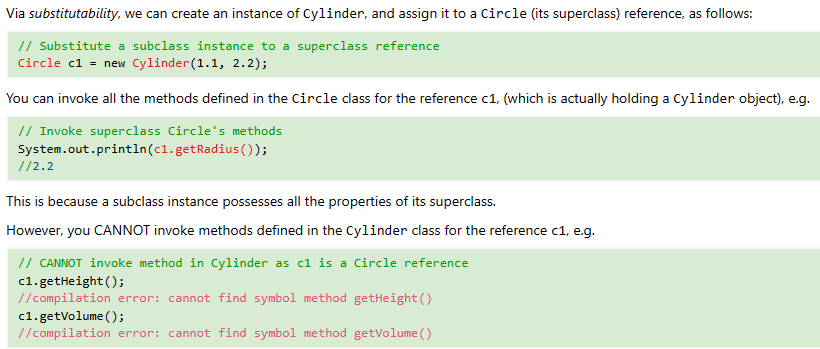 Via substitutability, we can create an instance of Cylinder, and assign it to a Circle (its superclass) reference, as follows:
// Substitute a subclass instance to a superclass reference
Circle c1 = new Cylinder(1.1, 2.2);
You can invoke all the methods defined in the Circle class for the reference c1, (which is actually holding a Cylinder object), e.g.
// Invoke superclass Circle's methods
System.out.println(c1.getRadius());
//2.2
This is because a subclass instance possesses all the properties of its superclass.
However, you CANNOT invoke methods defined in the Cylinder class for the reference c1, e.g.
// CANNOT invoke method in Cylinder as c1 is a Circle reference
c1.getHeight();
//compilation error: cannot find symbol method getHeight()
c1.getVolume();
//compilation error: cannot find symbol method getVolume()